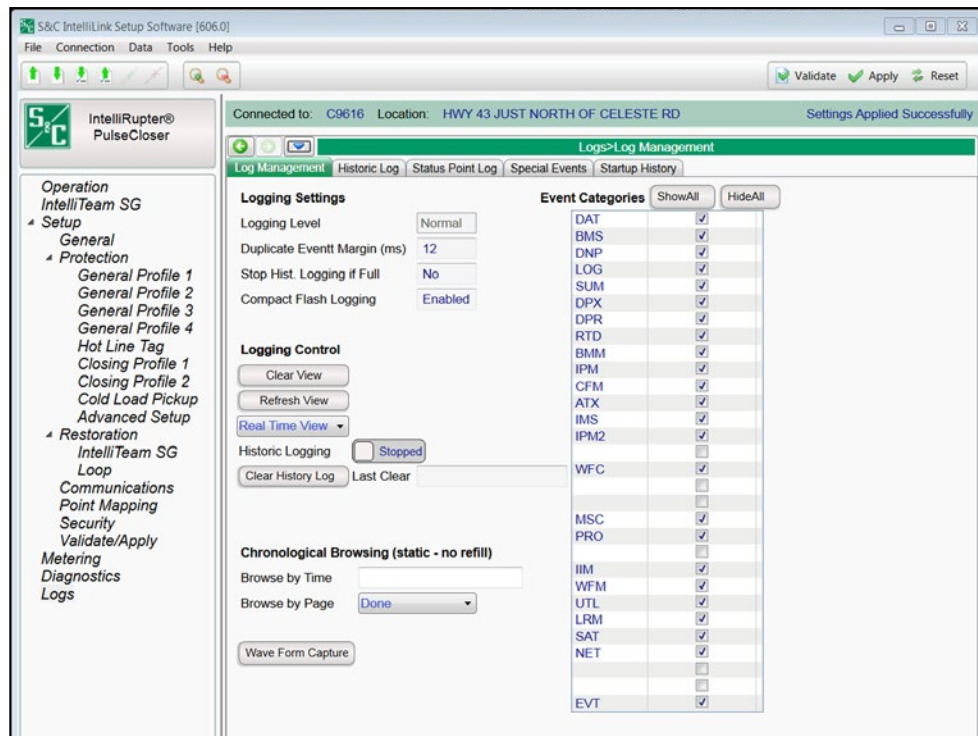 S&C IntelliLink Setup Software [606.0]
File Connection Data Tools Help
Validate Apply Reset
S&C
IntelliRupter®
PulseCloser
Connected to: C9616 Location: HWY 43 JUST NORTH OF CELESTE RD Settings Applied Successfully
Logs>Log Management
Log Management Historic Log Status Point Log Special Events Startup History
Operation
IntelliTeam SG
Setup
General
Protection
General Profile 1
General Profile 2
General Profile 3
General Profile 4
Hot Line Tag
Closing Profile 1
Closing Profile 2
Cold Load Pickup
Advanced Setup
Restoration
IntelliTeam SG
Loop
Communications
Point Mapping
Security
Validate/Apply
Metering
Diagnostics
Logs
Logging Settings
Logging Level Normal
Duplicate Eventt Margin (ms) 12
Stop Hist. Logging if Full No
Compact Flash Logging Enabled
Logging Control
Clear View
Refresh View
Real Time View
Historic Logging Stopped
Clear History Log Last Clear
Chronological Browsing (static - no refill)
Browse by Time
Browse by Page Done
Wave Form Capture
Event Categories ShowAll HideAll
DAT
BMS
DNP
LOG
SUM
DPX
DPR
RTD
BMM
IPM
CFM
ATX
IMS
IPM2
WFC
MSC
PRO
IIM
WFM
UTL
LRM
SAT
NET
EVT